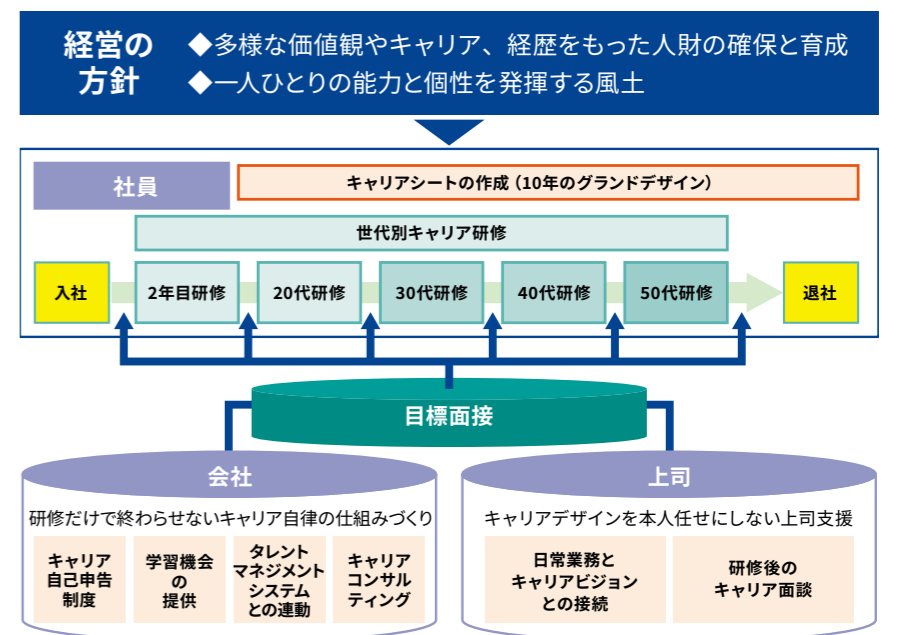 経営の
方針
◆多様な価値観やキャリア、経歴をもった人財の確保と育成
◆一人ひとりの能力と個性を発揮する風土
社員
キャリアシートの作成（10年のグランドデザイン）
世代別キャリア研修
入社
2年目研修
20代研修
30代研修
40代研修
50代研修
退社
目標面接
会社
研修だけで終わらせないキャリア自律の仕組みづくり
キャリア
自己申告
制度
学習機会
の
提供
タレント
マネジメント
システム
との連動
キャリア
コンサル
ティング
上司
キャリアデザインを本人任せにしない上司支援
日常業務と
キャリアビジョン
との接続
研修後の
キャリア面談